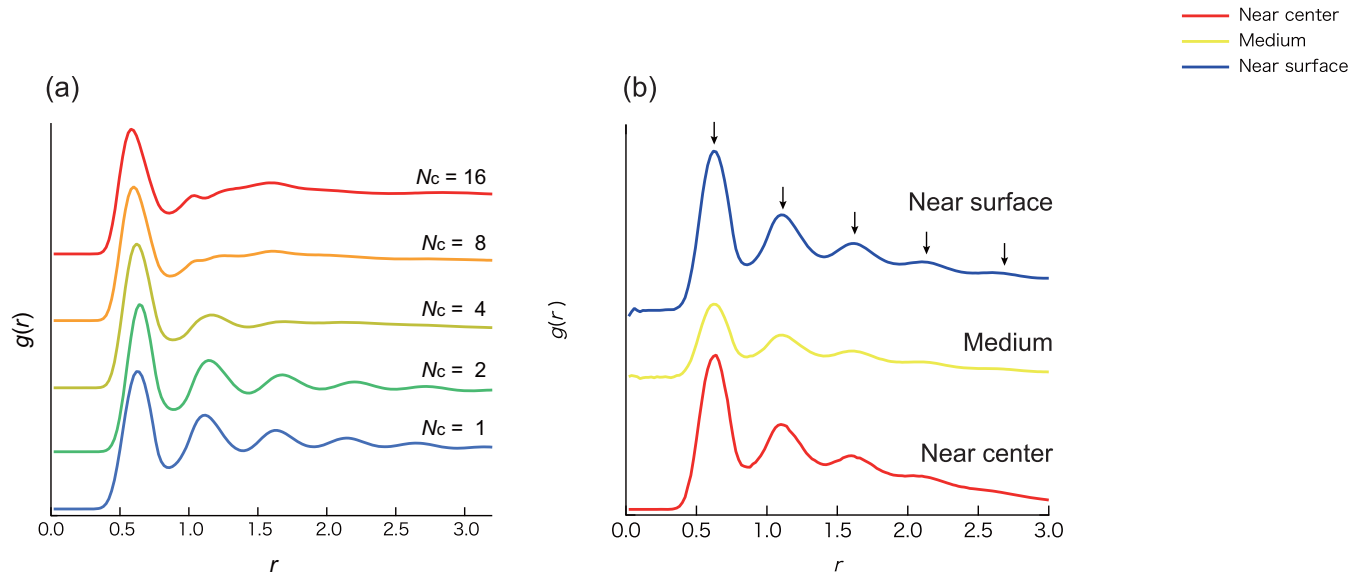 Near center
Medium
Near surface
(a)
(b)
Nc = 16
Nc = 8
Nc = 4
Nc = 2
Nc = 1
g(r)
0.0 0.5 1.0 1.5 2.0 2.5 3.0
r
Near surface
Medium
Near center
g(r)
0.0 0.5 1.0 1.5 2.0 2.5 3.0
r